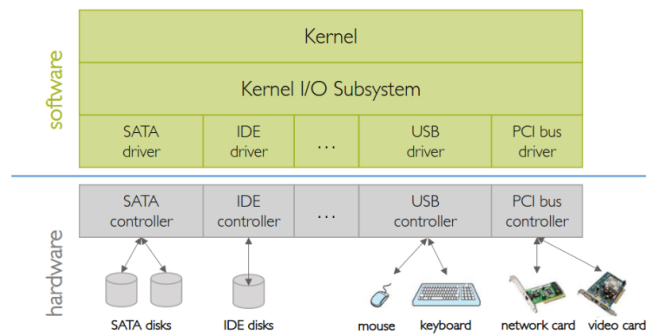 software
Kernel
Kernel I/O Subsystem
SATA
driver
IDE
driver
...
USB
driver
PCI bus
driver
hardware
SATA
controller
IDE
controller
...
USB
controller
PCI bus
controller
SATA disks
IDE disks
mouse
keyboard
network card
video card